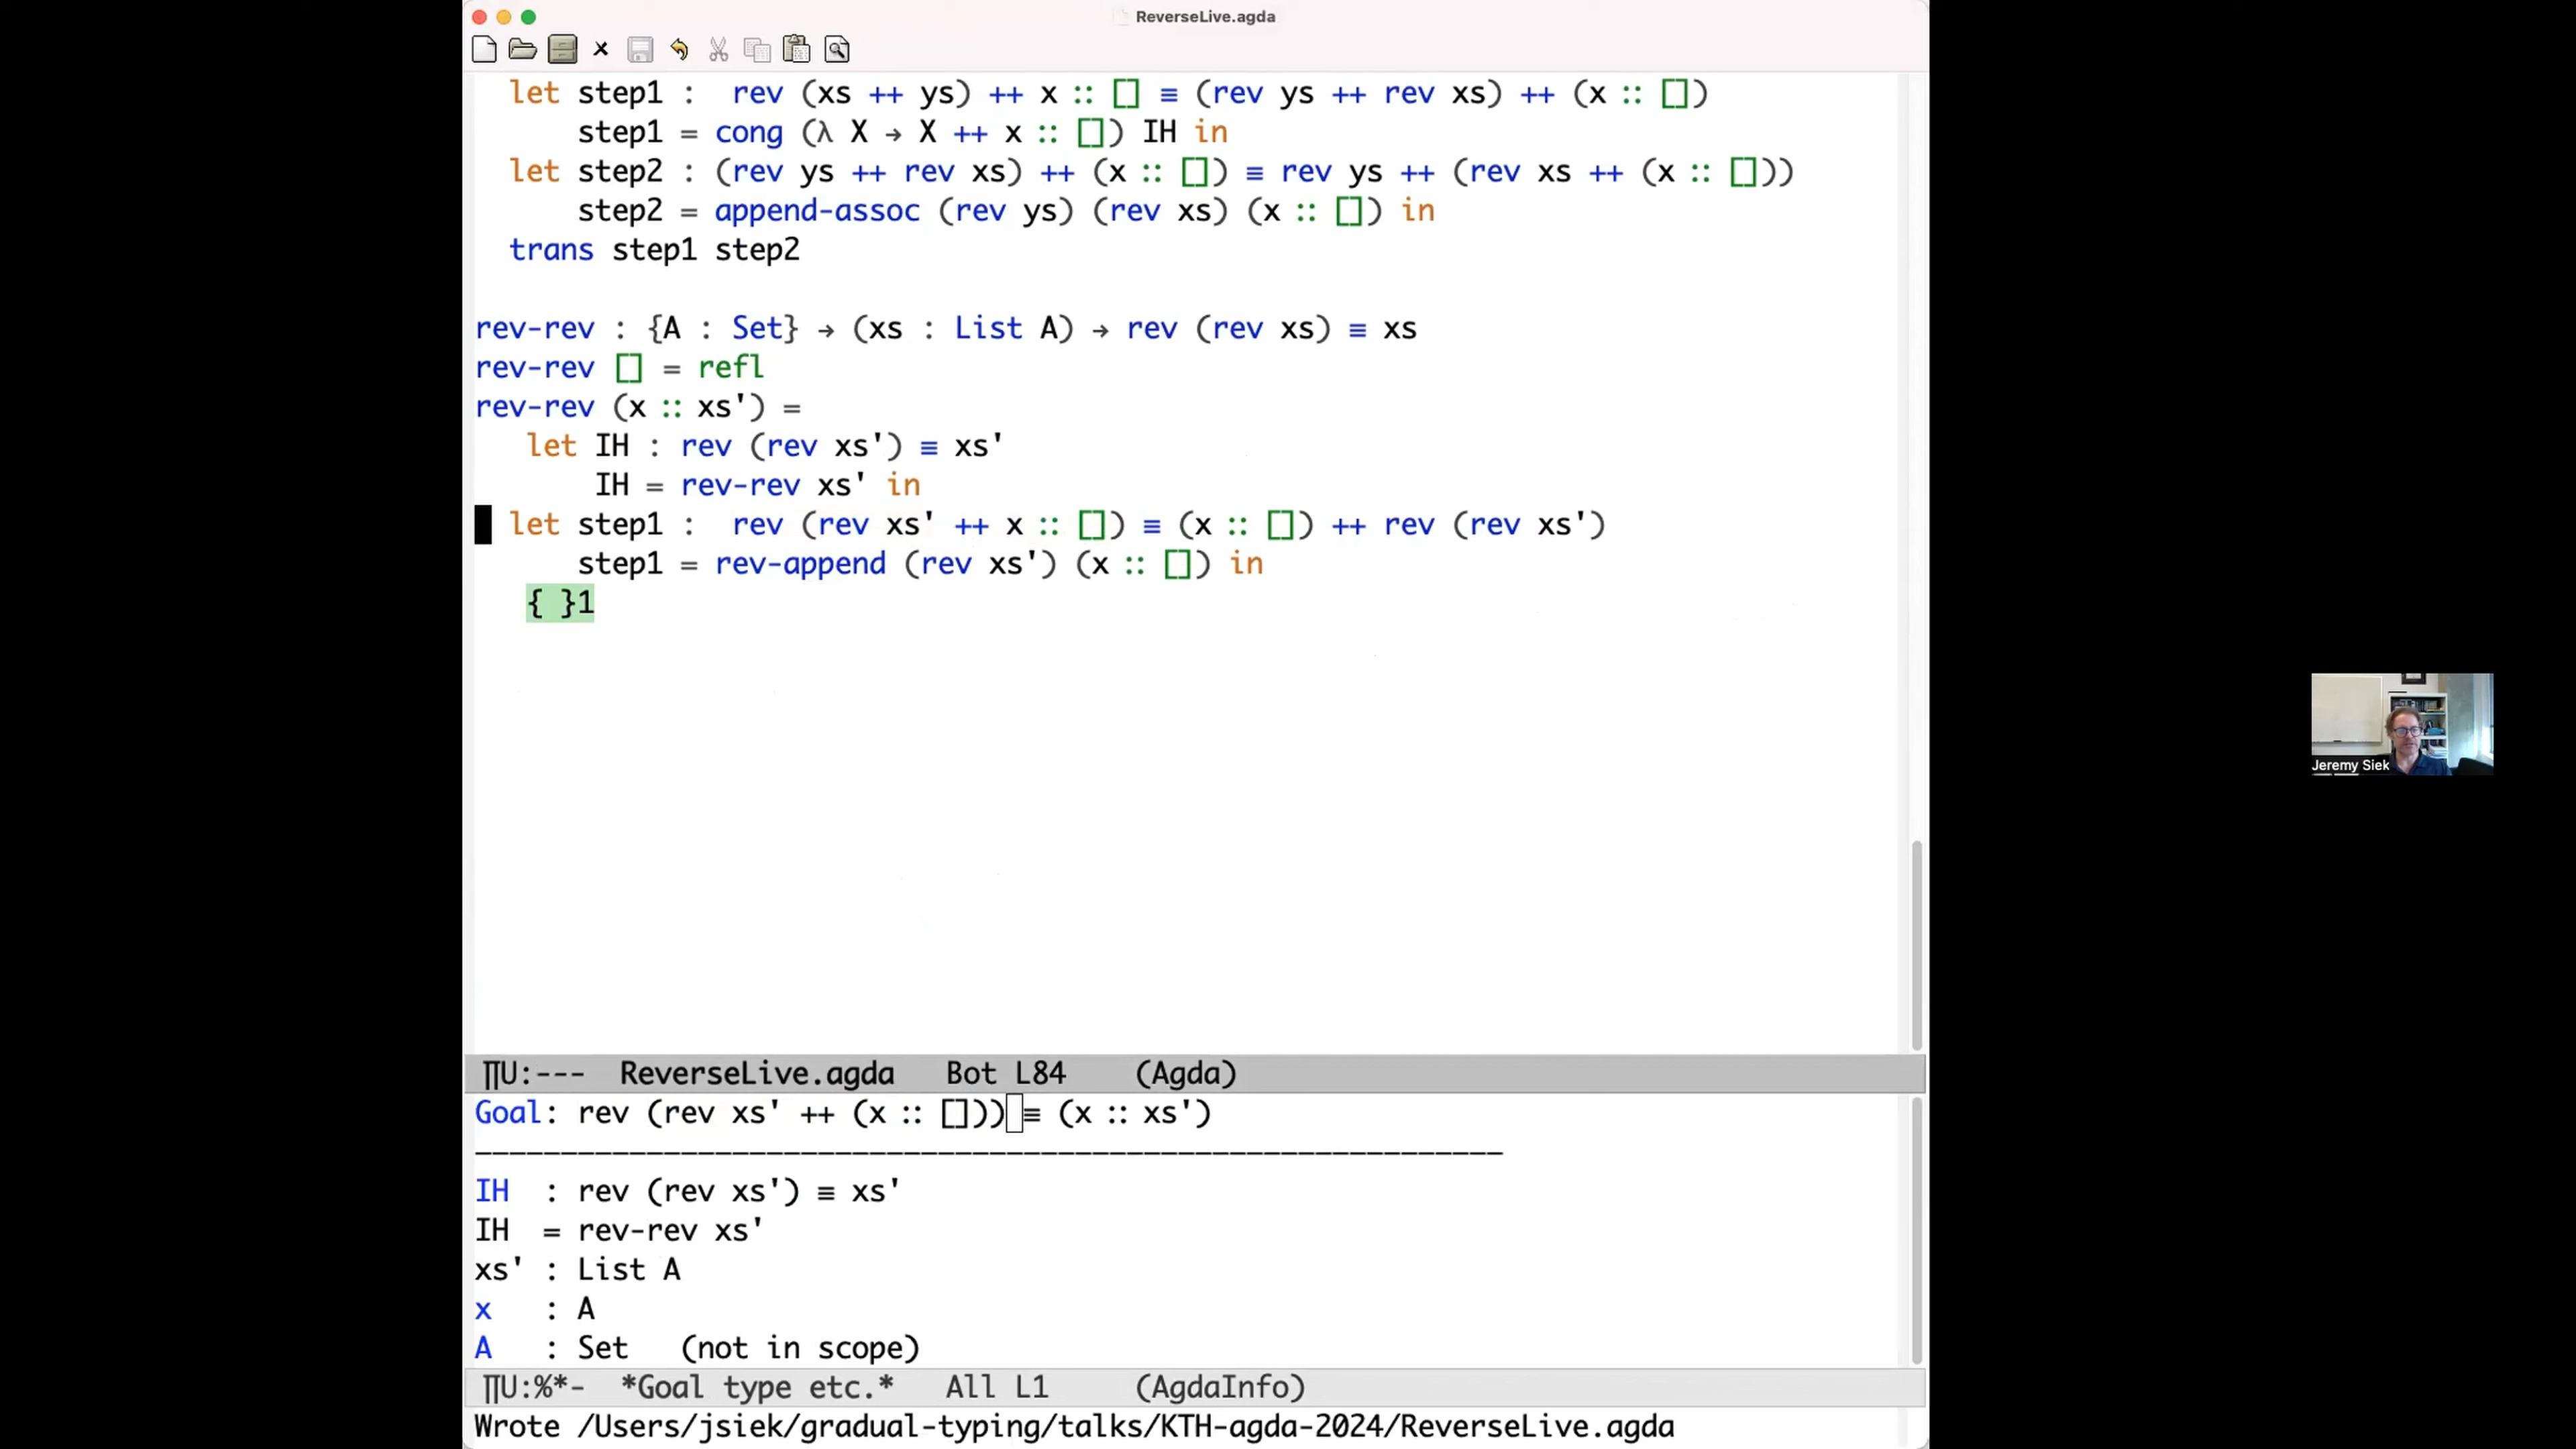 ReverseLive.agda
let step1 :  rev (xs ++ ys) ++ x :: [] ≡ (rev ys ++ rev xs) ++ (x :: [])
step1 = cong (λ X → X ++ x :: []) IH in
let step2 : (rev ys ++ rev xs) ++ (x :: []) ≡ rev ys ++ (rev xs ++ (x :: []))
step2 = append-assoc (rev ys) (rev xs) (x :: []) in
trans step1 step2
rev-rev : {A : Set} → (xs : List A) → rev (rev xs) ≡ xs
rev-rev [] = refl
rev-rev (x :: xs') =
let IH : rev (rev xs') ≡ xs'
IH = rev-rev xs' in
let step1 :  rev (rev xs' ++ x :: []) ≡ (x :: []) ++ rev (rev xs')
step1 = rev-append (rev xs') (x :: []) in
{ }1
∏U:---  ReverseLive.agda   Bot L84    (Agda)
Goal: rev (rev xs' ++ (x :: [])) ≡ (x :: xs')
————————————————————————————————————————————————————————————
IH  : rev (rev xs') ≡ xs'
IH  = rev-rev xs'
xs' : List A
x   : A
A   : Set   (not in scope)
∏U:%*-  *Goal type etc.*   All L1     (AgdaInfo)
Wrote /Users/jsiek/gradual-typing/talks/KTH-agda-2024/ReverseLive.agda
Jeremy Siek